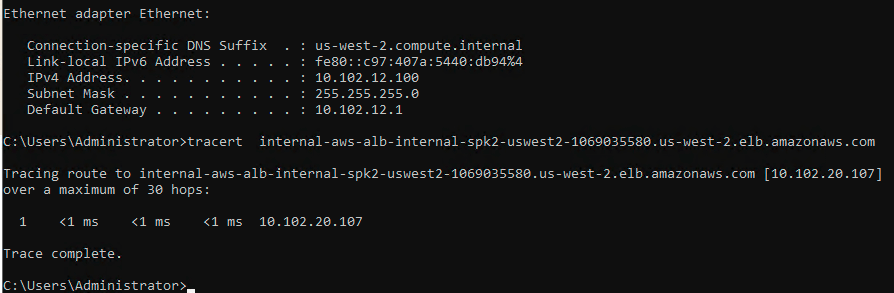 Ethernet adapter Ethernet:
Connection-specific DNS Suffix  . : us-west-2.compute.internal
Link-local IPv6 Address . . . . . : fe80::c97:407a:5440:db94%4
IPv4 Address. . . . . . . . . . . : 10.102.12.100
Subnet Mask . . . . . . . . . . . : 255.255.255.0
Default Gateway . . . . . . . . . : 10.102.12.1
C:\Users\Administrator>tracert  internal-aws-alb-internal-spk2-uswest2-1069035580.us-west-2.elb.amazonaws.com
Tracing route to internal-aws-alb-internal-spk2-uswest2-1069035580.us-west-2.elb.amazonaws.com [10.102.20.107]
over a maximum of 30 hops:
1    <1 ms    <1 ms    <1 ms  10.102.20.107
Trace complete.
C:\Users\Administrator>